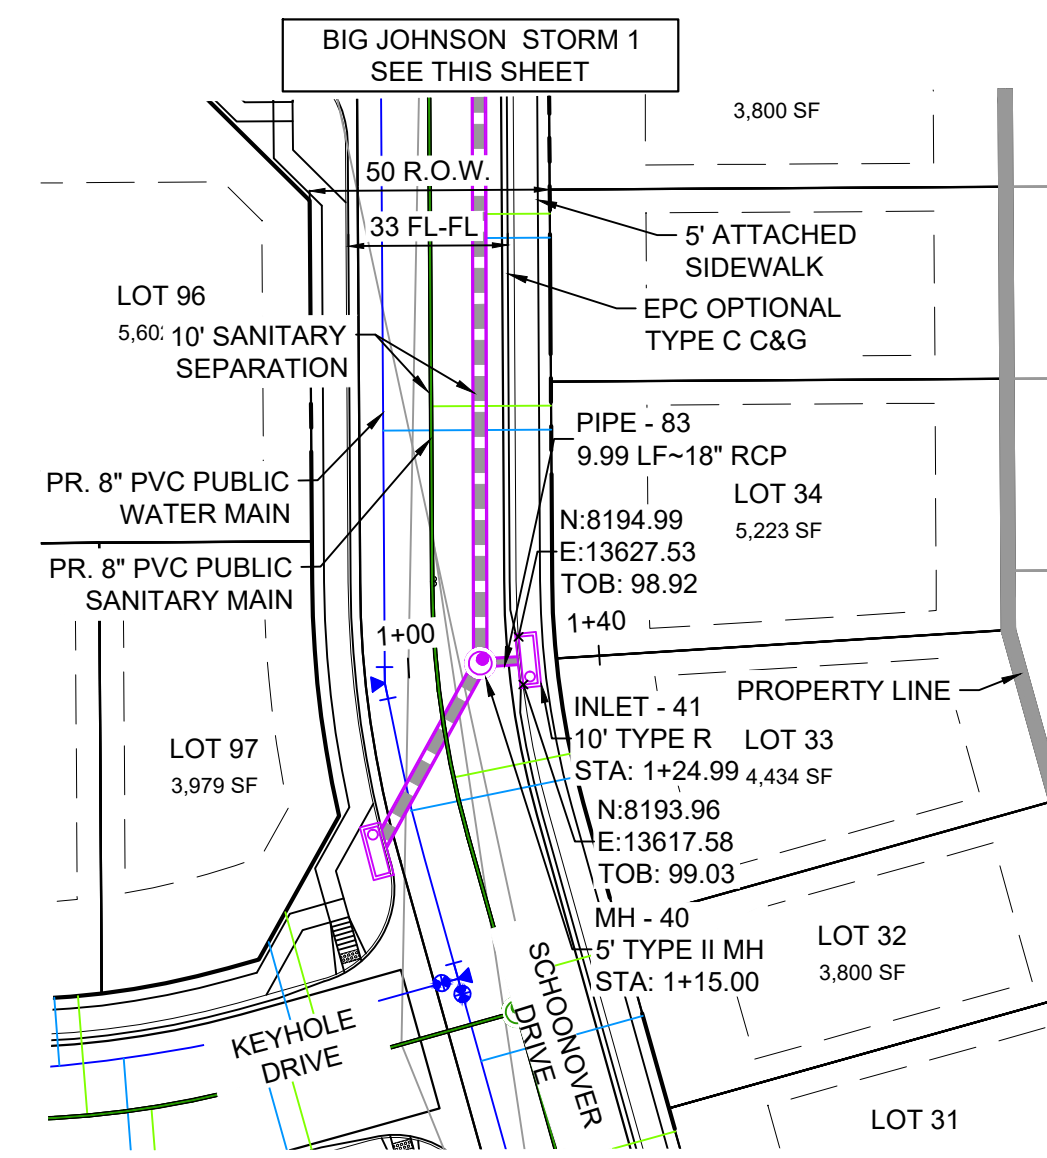 BIG JOHNSON STORM 1
SEE THIS SHEET
3,800 SF
50 R.O.W.
33 FL-FL
5' ATTACHED
SIDEWALK
LOT 96
EPC OPTIONAL
TYPE C C&G
5,60
10' SANITARY
SEPARATION
PIPE - 83
9.99 LF~18" RCP
PR. 8" PVC PUBLIC
WATER MAIN
LOT 34
5,223 SF
N:8194.99
E:13627.53
TOB: 98.92
PR. 8" PVC PUBLIC
SANITARY MAIN
1+00
1+40
PROPERTY LINE
INLET - 41
10' TYPE R
STA: 1+24.99
LOT 33
4,434 SF
LOT 97
3,979 SF
N:8193.96
E:13617.58
TOB: 99.03
MH - 40
5' TYPE II MH
STA: 1+15.00
LOT 32
3,800 SF
SCHOONOVER
DRIVE
KEYHOLE
DRIVE
LOT 31